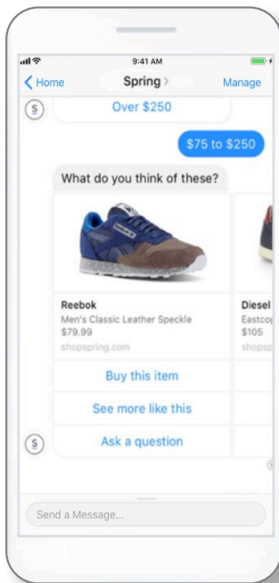 9:41 AM
Home Spring Manage
Over $250
$75 to $250
What do you think of these?
Reebok
Men's Classic Leather Speckle
$79.99
shopspring.com
Diesel
Eastcop
$105
shopsp
Buy this item
See more like this
Ask a question
S
Send a Message...